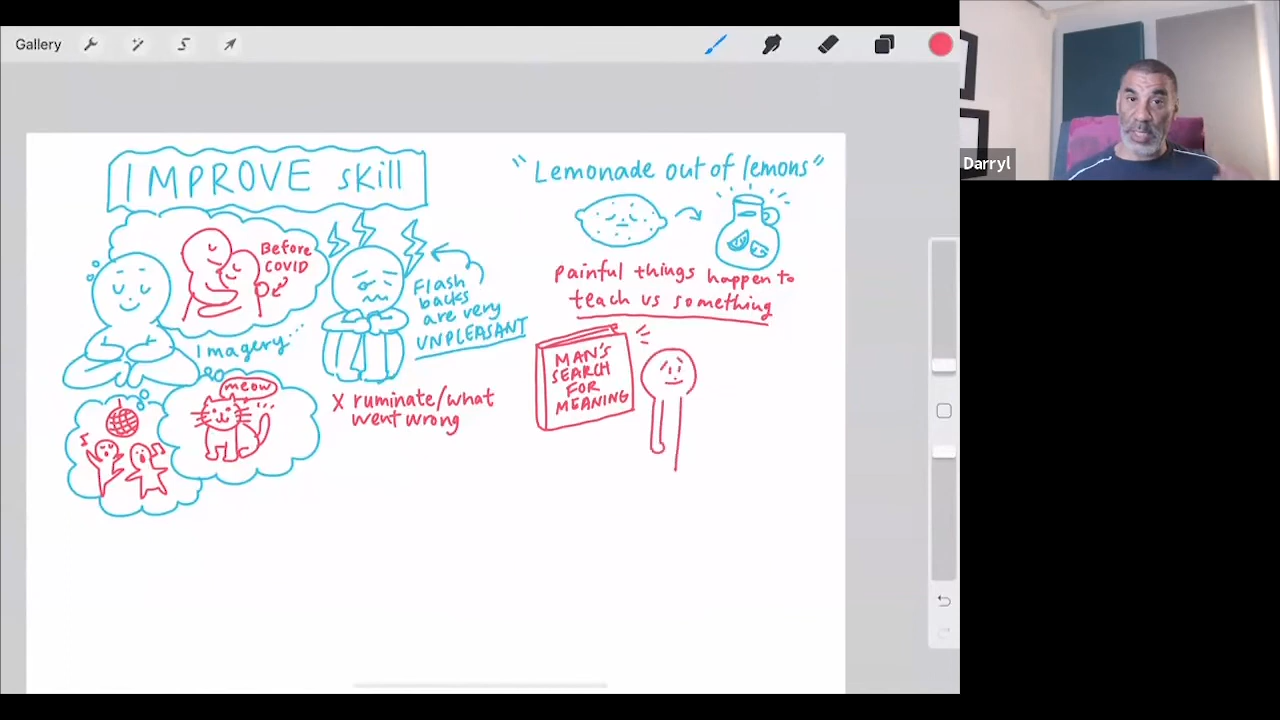 Gallery
IMPROVE skill
Before
COVID
Imagery...
Flash
backs
are very
UNPLEASANT
meow
X ruminate/what
went wrong
"Lemonade out of lemons"
painful things happen to
teach us something
MAN'S
SEARCH
FOR
MEANING
Darryl